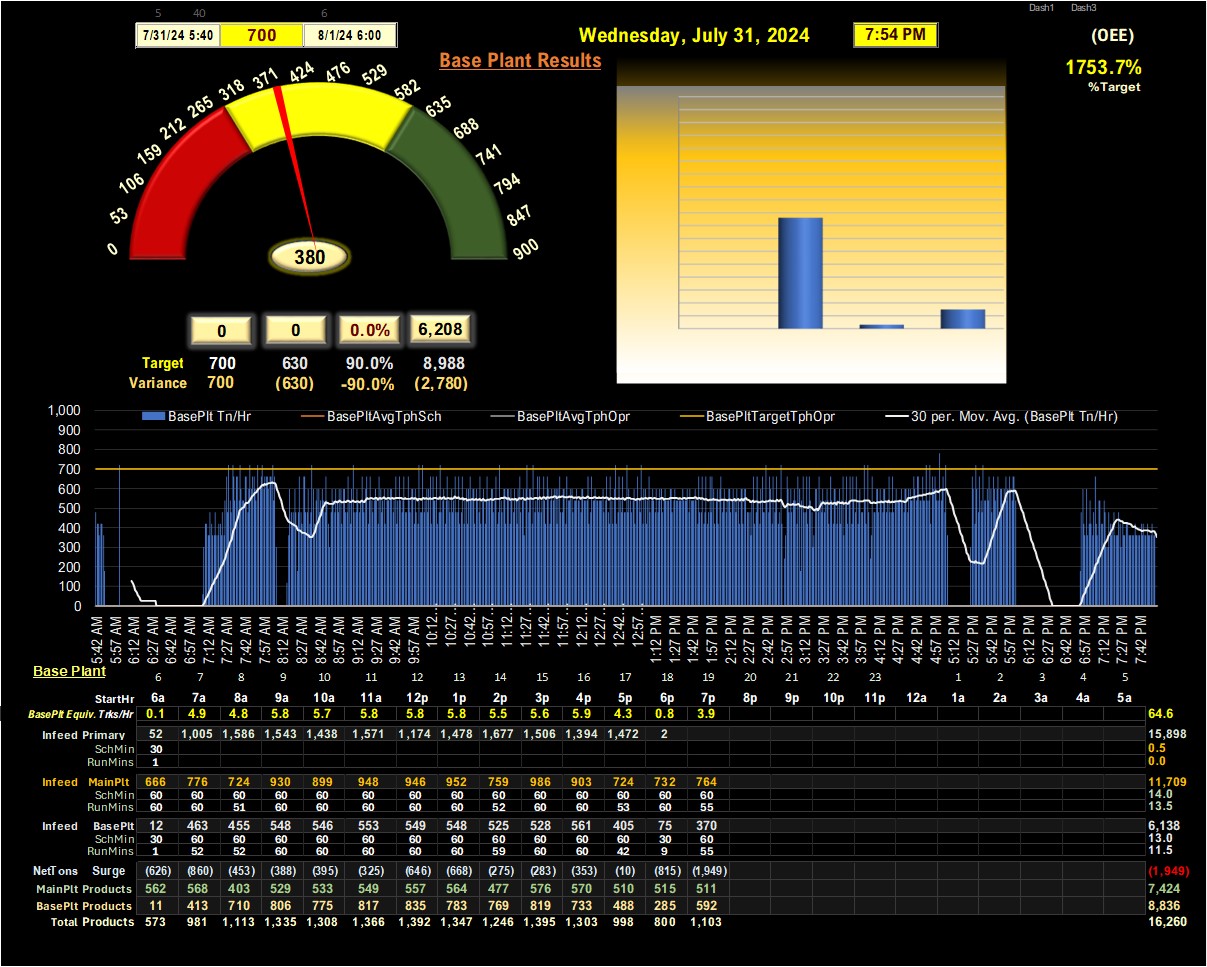 5 40 6 Dash1 Dash3
7/31/24 5:40 700 8/1/24 6:00 Wednesday, July 31, 2024 7:54 PM (OEE)
Base Plant Results 1753.7%
%Target
0 53 106 159 212 265 318 371 424 476 529 582 635 688 741 794 847 900
380
0 0 0.0% 6,208
Target 700 630 90.0% 8,988
Variance 700 (630) -90.0% (2,780)
BasePlt Tn/Hr BasePltAvgTphSch BasePltAvgTphOpr BasePltTargetTphOpr 30 per. Mov. Avg. (BasePlt Tn/Hr)
1,000
900
800
700
600
500
400
300
200
100
0
5:42 AM 5:57 AM 6:12 AM 6:27 AM 6:42 AM 6:57 AM 7:12 AM 7:27 AM 7:42 AM 7:57 AM 8:12 AM 8:27 AM 8:42 AM 8:57 AM 9:12 AM 9:27 AM 9:42 AM 9:57 AM 10:12... 10:27... 10:42... 10:57... 11:12... 11:27... 11:42... 11:57... 12:12... 12:27... 12:42... 12:57... 1:12 PM 1:27 PM 1:42 PM 1:57 PM 2:12 PM 2:27 PM 2:42 PM 2:57 PM 3:12 PM 3:27 PM 3:42 PM 3:57 PM 4:12 PM 4:27 PM 4:42 PM 4:57 PM 5:12 PM 5:27 PM 5:42 PM 5:57 PM 6:12 PM 6:27 PM 6:42 PM 6:57 PM 7:12 PM 7:27 PM 7:42 PM
Base Plant 6 7 8 9 10 11 12 13 14 15 16 17 18 19 20 21 22 23 1 2 3 4 5
StartHr 6a 7a 8a 9a 10a 11a 12p 1p 2p 3p 4p 5p 6p 7p 8p 9p 10p 11p 12a 1a 2a 3a 4a 5a
BasePlt Equiv. Trks/Hr 0.1 4.9 4.8 5.8 5.7 5.8 5.8 5.8 5.5 5.6 5.9 4.3 0.8 3.9 64.6
Infeed Primary 52 1,005 1,586 1,543 1,438 1,571 1,174 1,478 1,677 1,506 1,394 1,472 2 15,898
SchMin 30 0.5
RunMins 1 0.0
Infeed MainPlt 666 776 724 930 899 948 946 952 759 986 903 724 732 764 11,709
SchMin 60 60 60 60 60 60 60 60 60 60 60 60 60 60 14.0
RunMins 60 60 51 60 60 60 60 60 52 60 60 53 60 55 13.5
Infeed BasePlt 12 463 455 548 546 553 549 548 525 528 561 405 75 370 6,138
SchMin 30 60 60 60 60 60 60 60 60 60 60 60 30 60 13.0
RunMins 1 52 52 60 60 60 60 60 59 60 60 42 9 55 11.5
NetTons Surge (626) (860) (453) (388) (395) (325) (646) (668) (275) (283) (353) (10) (815) (1,949) (1,949)
MainPlt Products 562 568 403 529 533 549 557 564 477 576 570 510 515 511 7,424
BasePlt Products 11 413 710 806 775 817 835 783 769 819 733 488 285 592 8,836
Total Products 573 981 1,113 1,335 1,308 1,366 1,392 1,347 1,246 1,395 1,303 998 800 1,103 16,260